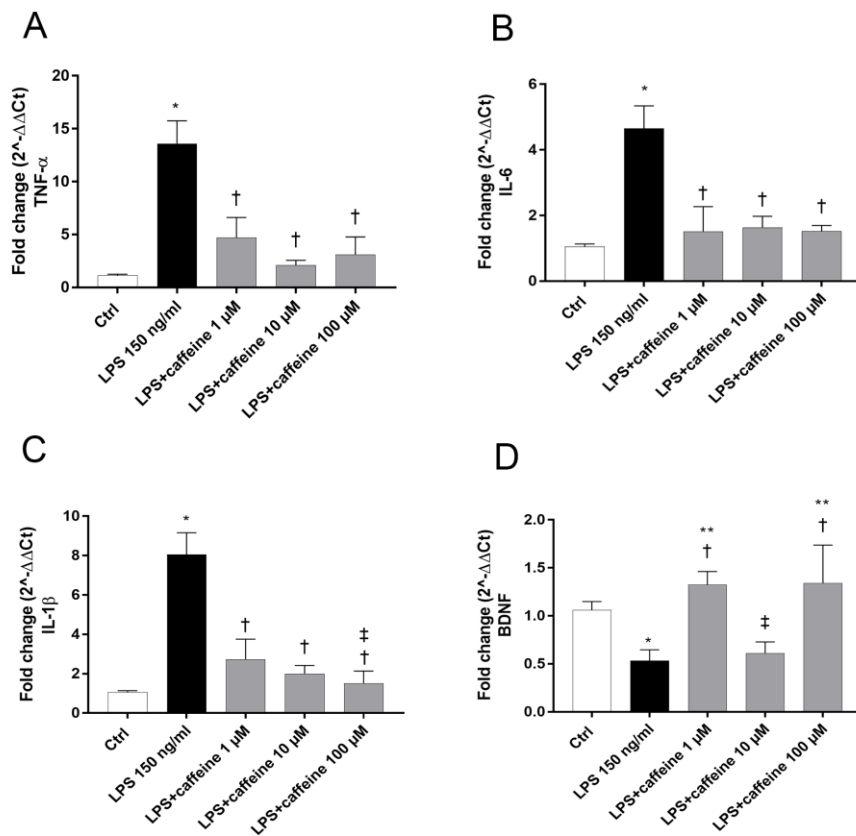 A
Fold change (2^-ΔΔCt)
TNF-α
20
15
10
5
0
*
†
†
†
Ctrl
LPS 150 ng/ml
LPS+caffeine 1 μM
LPS+caffeine 10 μM
LPS+caffeine 100 μM
B
Fold change (2^-ΔΔCt)
IL-6
6
4
2
0
*
†
†
†
Ctrl
LPS 150 ng/ml
LPS+caffeine 1 μM
LPS+caffeine 10 μM
LPS+caffeine 100 μM
C
Fold change (2^-ΔΔCt)
IL-1β
10
8
6
4
2
0
*
†
†
‡
†
Ctrl
LPS 150 ng/ml
LPS+caffeine 1 μM
LPS+caffeine 10 μM
LPS+caffeine 100 μM
D
Fold change (2^-ΔΔCt)
BDNF
2.0
1.5
1.0
0.5
0.0
*
**
†
‡
**
†
Ctrl
LPS 150 ng/ml
LPS+caffeine 1 μM
LPS+caffeine 10 μM
LPS+caffeine 100 μM